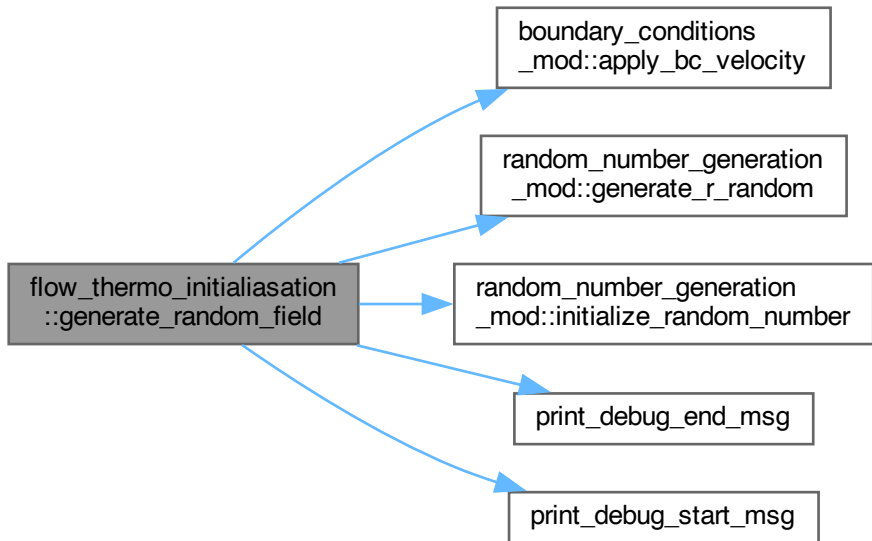 boundary_conditions
_mod::apply_bc_velocity
random_number_generation
_mod::generate_r_random
flow_thermo_initialiasation
::generate_random_field
random_number_generation
_mod::initialize_random_number
print_debug_end_msg
print_debug_start_msg